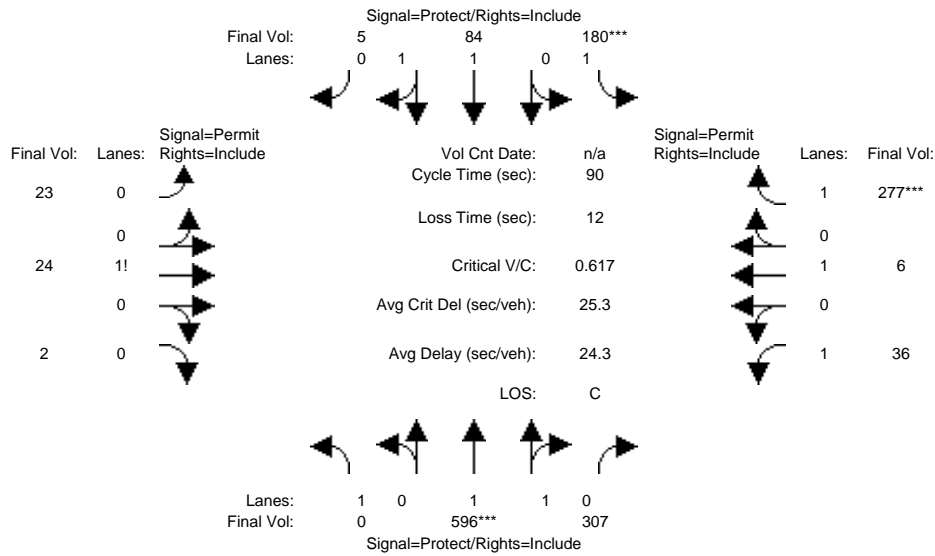 Signal=Protect/Rights=Include
Final Vol: 5 84 180***
Lanes: 0 1 1 0 1
Signal=Permit Signal=Permit
Final Vol: Lanes: Rights=Include Vol Cnt Date: n/a Rights=Include Lanes: Final Vol:
Cycle Time (sec): 90
23 0 1 277***
Loss Time (sec): 12
0 0
24 1! Critical V/C: 0.617 1 6
0 Avg Crit Del (sec/veh): 25.3 0
2 0 Avg Delay (sec/veh): 24.3 1 36
LOS: C
Lanes: 1 0 1 1 0
Final Vol: 0 596*** 307
Signal=Protect/Rights=Include